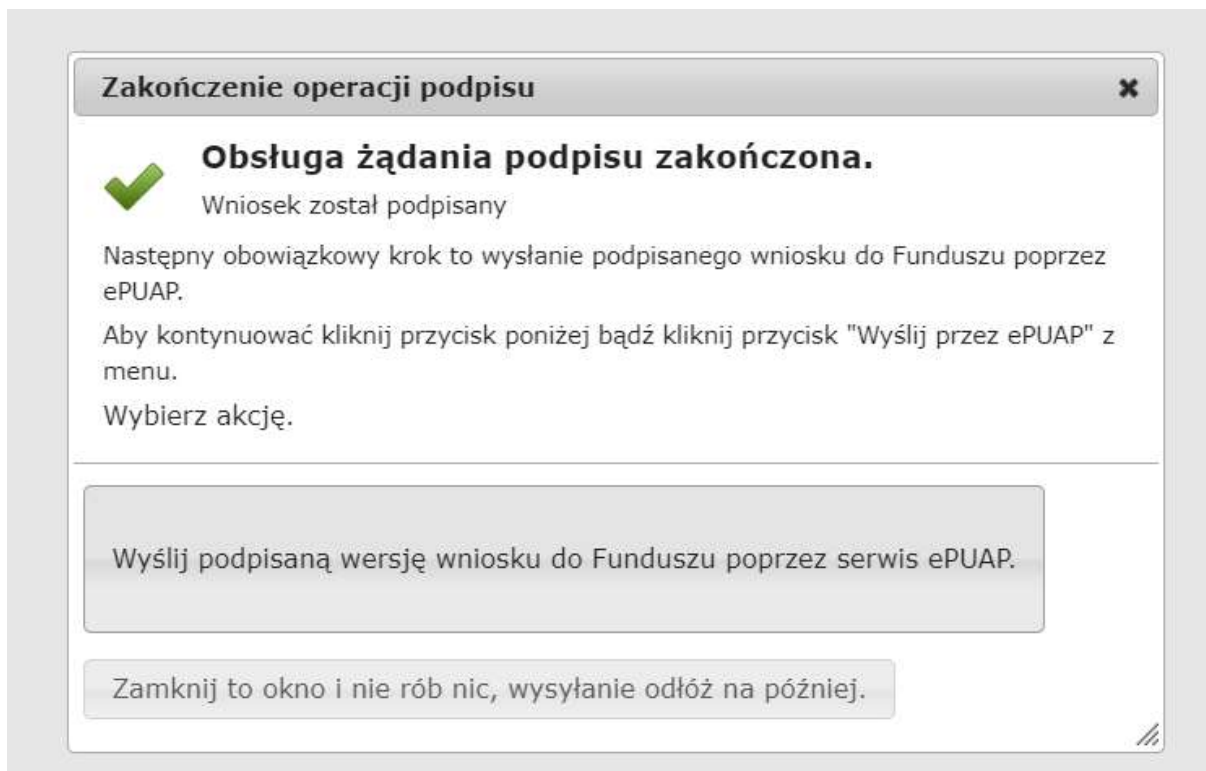 Zakończenie operacji podpisu
Obsługa żądania podpisu zakończona.
Wniosek został podpisany
Następny obowiązkowy krok to wysłanie podpisanego wniosku do Funduszu poprzez
ePUAP.
Aby kontynuować kliknij przycisk poniżej bądź kliknij przycisk "Wyślij przez ePUAP" z
menu.
Wybierz akcję.
Wyślij podpisaną wersję wniosku do Funduszu poprzez serwis ePUAP.
Zamknij to okno i nie rób nic, wysyłanie odłóż na później.